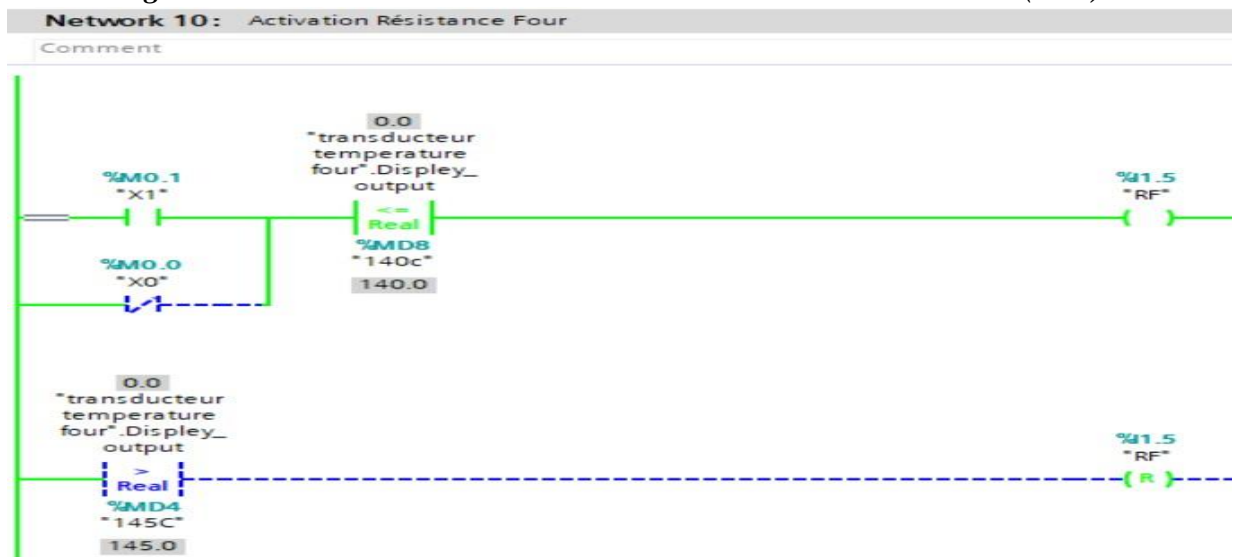 Network 10: Activation Résistance Four
Comment
0.0
"transducteur
temperature
four".Displey_
output
%M0.1
"X1"
<=
Real
%MD8
"140c"
140.0
%I1.5
"RF"
( )
%M0.0
"X0"
0.0
"transducteur
temperature
four".Displey_
output
>
Real
%MD4
"145C"
145.0
%I1.5
"RF"
( R )